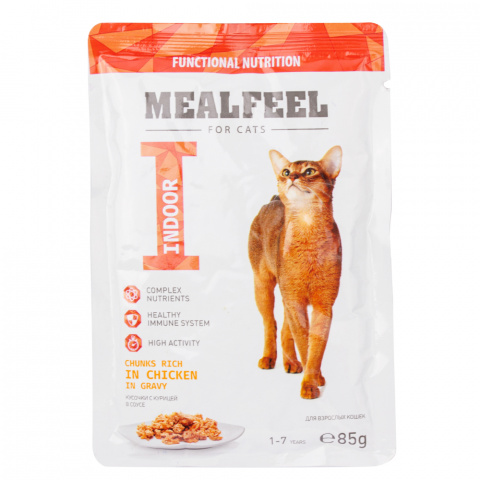 FUNCTIONAL NUTRITION
MEALFEEL
FOR CATS
I
INDOOR
COMPLEX
NUTRIENTS
HEALTHY
IMMUNE SYSTEM
HIGH ACTIVITY
CHUNKS RICH
IN CHICKEN
IN GRAVY
КУСОЧКИ С КУРИЦЕЙ
В СОУСЕ
ДЛЯ ВЗРОСЛЫХ КОШЕК
1-7 YEARS
℮85g